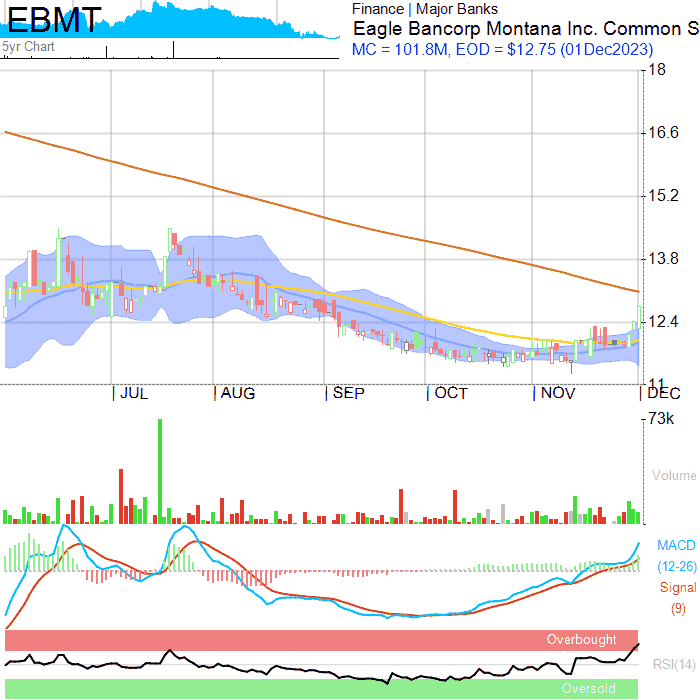 EBMT
5yr Chart
Finance | Major Banks
Eagle Bancorp Montana Inc. Common S
MC = 101.8M, EOD = $12.75 (01Dec2023)
18
16.6
15.2
13.8
12.4
11
JUL AUG SEP OCT NOV DEC
73k
Volume
MACD
(12-26)
Signal
(9)
Overbought
RSI(14)
Oversold